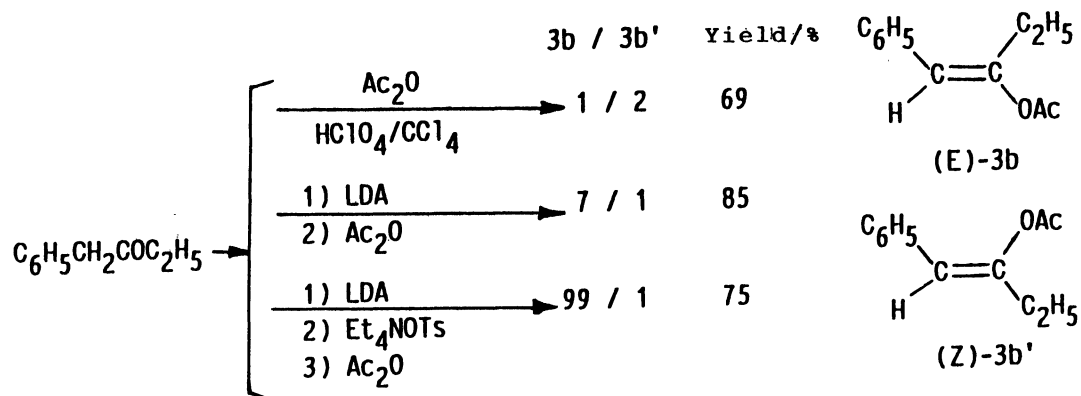 3b / 3b' Yield/%
Ac₂O
HClO₄/CCl₄
1 / 2 69
1) LDA
2) Ac₂O
7 / 1 85
C₆H₅CH₂COC₂H₅
1) LDA
2) Et₄NOTs
3) Ac₂O
99 / 1 75
C₆H₅ C₂H₅
C=C
H OAc
(E)-3b
C₆H₅ OAc
C=C
H C₂H₅
(Z)-3b'